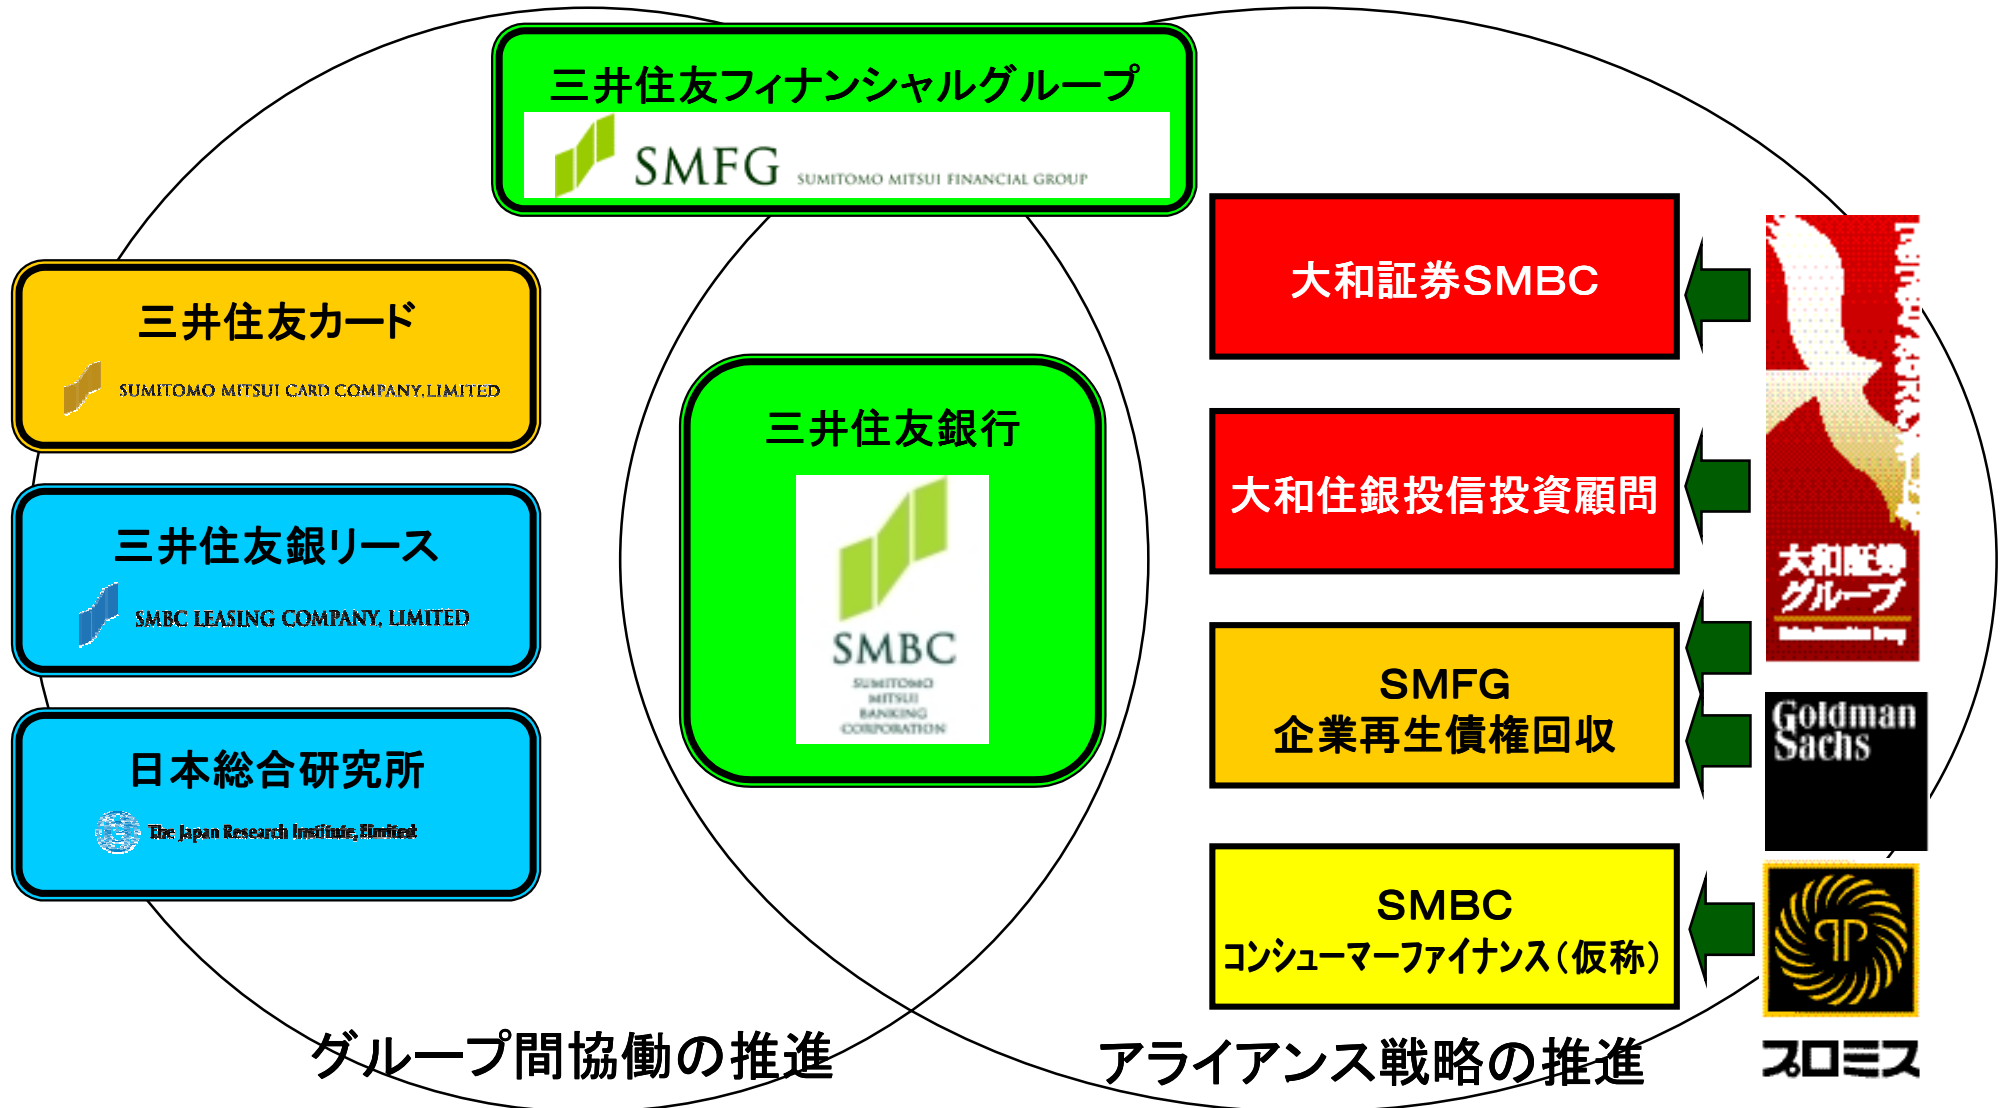 三井住友フィナンシャルグループ
SMFG SUMITOMO MITSUI FINANCIAL GROUP
三井住友カード
SUMITOMO MITSUI CARD COMPANY, LIMITED
三井住友銀リース
SMBC LEASING COMPANY, LIMITED
日本総合研究所
The Japan Research Institute, Limited
グループ間協働の推進
三井住友銀行
SMBC
SUMITOMO
MITSUI
BANKING
CORPORATION
大和証券SMBC
大和住銀投信投資顧問
SMFG
企業再生債権回収
SMBC
コンシューマーファイナンス(仮称)
アライアンス戦略の推進
大和証券
グループ
Goldman
Sachs
プロミス